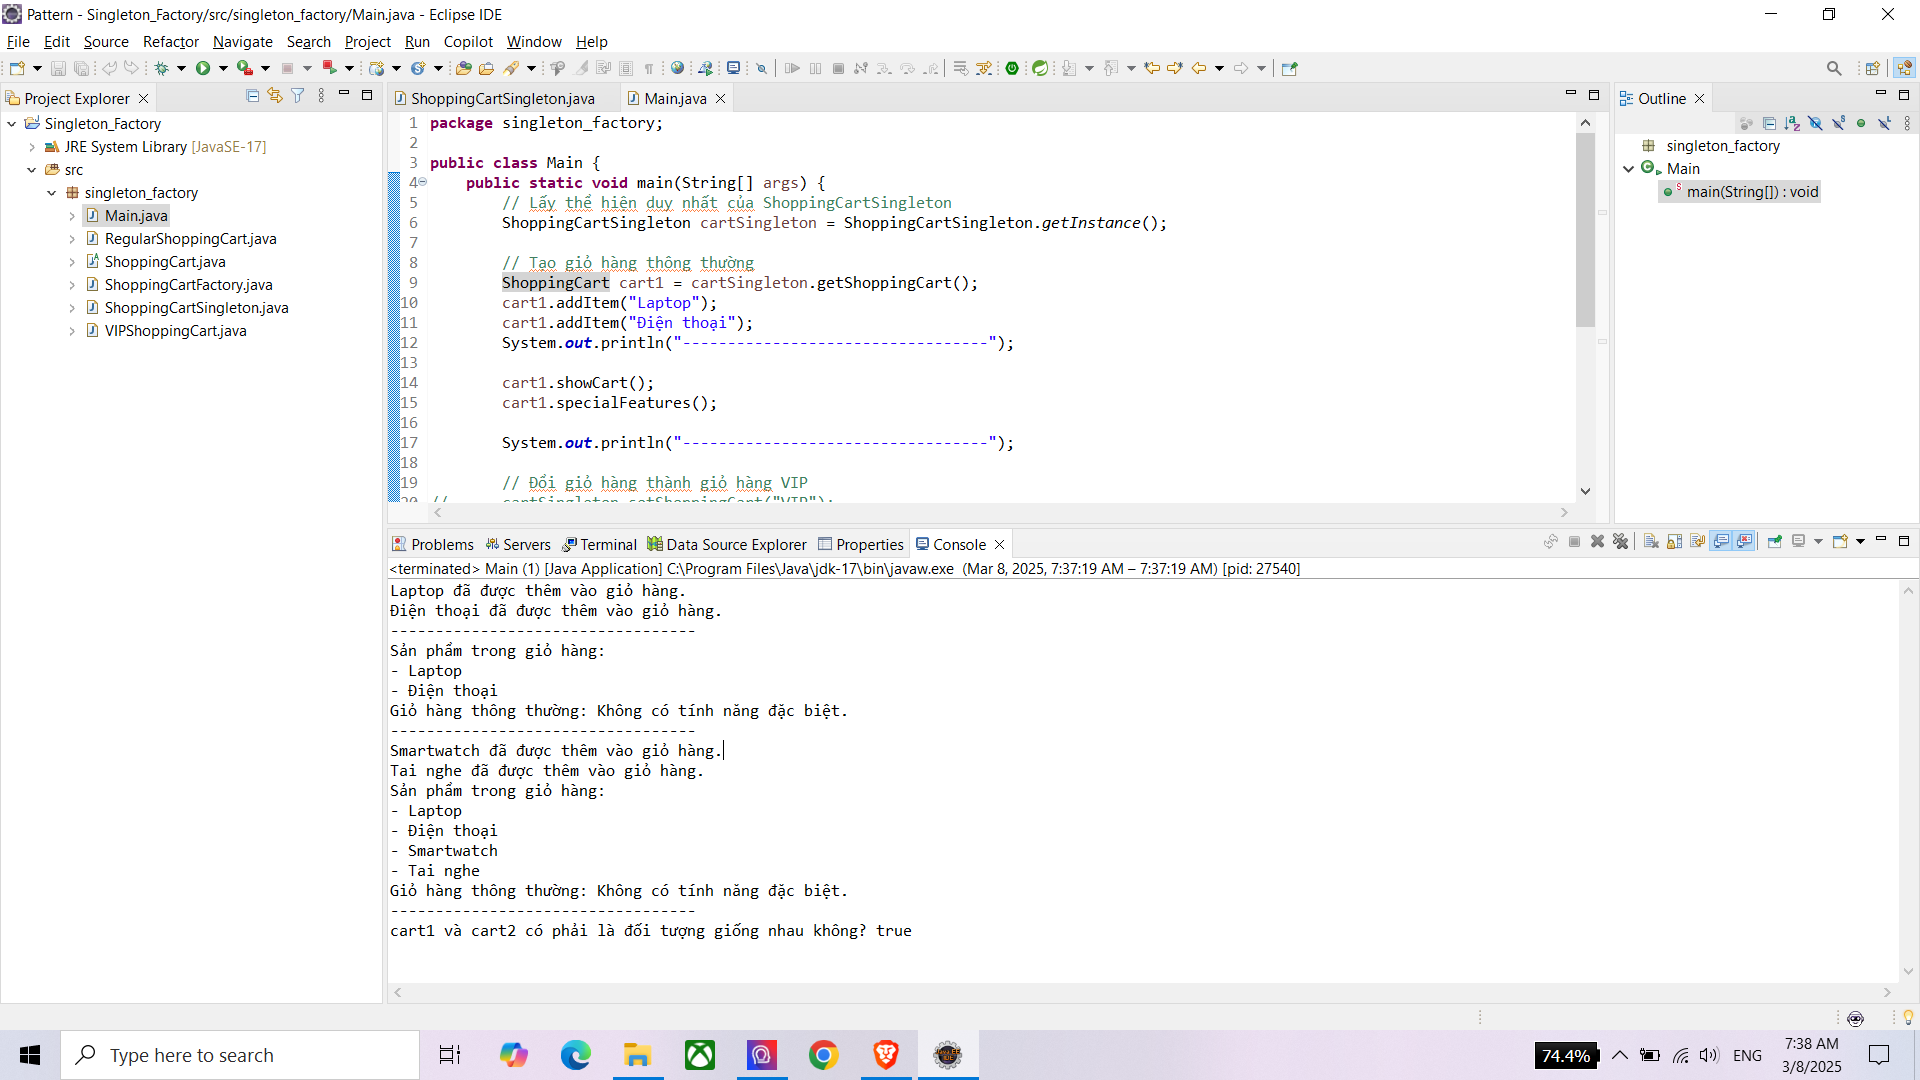 Pattern - Singleton_Factory/src/singleton_factory/Main.java - Eclipse IDE
File Edit Source Refactor Navigate Search Project Run Copilot Window Help
Project Explorer
Singleton_Factory
JRE System Library [JavaSE-17]
src
singleton_factory
Main.java
RegularShoppingCart.java
ShoppingCart.java
ShoppingCartFactory.java
ShoppingCartSingleton.java
VIPShoppingCart.java
ShoppingCartSingleton.java Main.java
1 package singleton_factory;
2
3 public class Main {
4 public static void main(String[] args) {
5 // Lấy thể hiện duy nhất của ShoppingCartSingleton
6 ShoppingCartSingleton cartSingleton = ShoppingCartSingleton.getInstance();
7
8 // Tạo giỏ hàng thông thường
9 ShoppingCart cart1 = cartSingleton.getShoppingCart();
10 cart1.addItem("Laptop");
11 cart1.addItem("Điện thoại");
12 System.out.println("----------------------------------");
13
14 cart1.showCart();
15 cart1.specialFeatures();
16
17 System.out.println("----------------------------------");
18
19 // Đổi giỏ hàng thành giỏ hàng VIP
20 // cartSingleton.setShoppingCart("VIP");
Outline
singleton_factory
Main
main(String[]) : void
Problems Servers Terminal Data Source Explorer Properties Console
<terminated> Main (1) [Java Application] C:\Program Files\Java\jdk-17\bin\javaw.exe (Mar 8, 2025, 7:37:19 AM – 7:37:19 AM) [pid: 27540]
Laptop đã được thêm vào giỏ hàng.
Điện thoại đã được thêm vào giỏ hàng.
----------------------------------
Sản phẩm trong giỏ hàng:
- Laptop
- Điện thoại
Giỏ hàng thông thường: Không có tính năng đặc biệt.
----------------------------------
Smartwatch đã được thêm vào giỏ hàng.
Tai nghe đã được thêm vào giỏ hàng.
Sản phẩm trong giỏ hàng:
- Laptop
- Điện thoại
- Smartwatch
- Tai nghe
Giỏ hàng thông thường: Không có tính năng đặc biệt.
----------------------------------
cart1 và cart2 có phải là đối tượng giống nhau không? true
Type here to search
74.4%
ENG
7:38 AM
3/8/2025